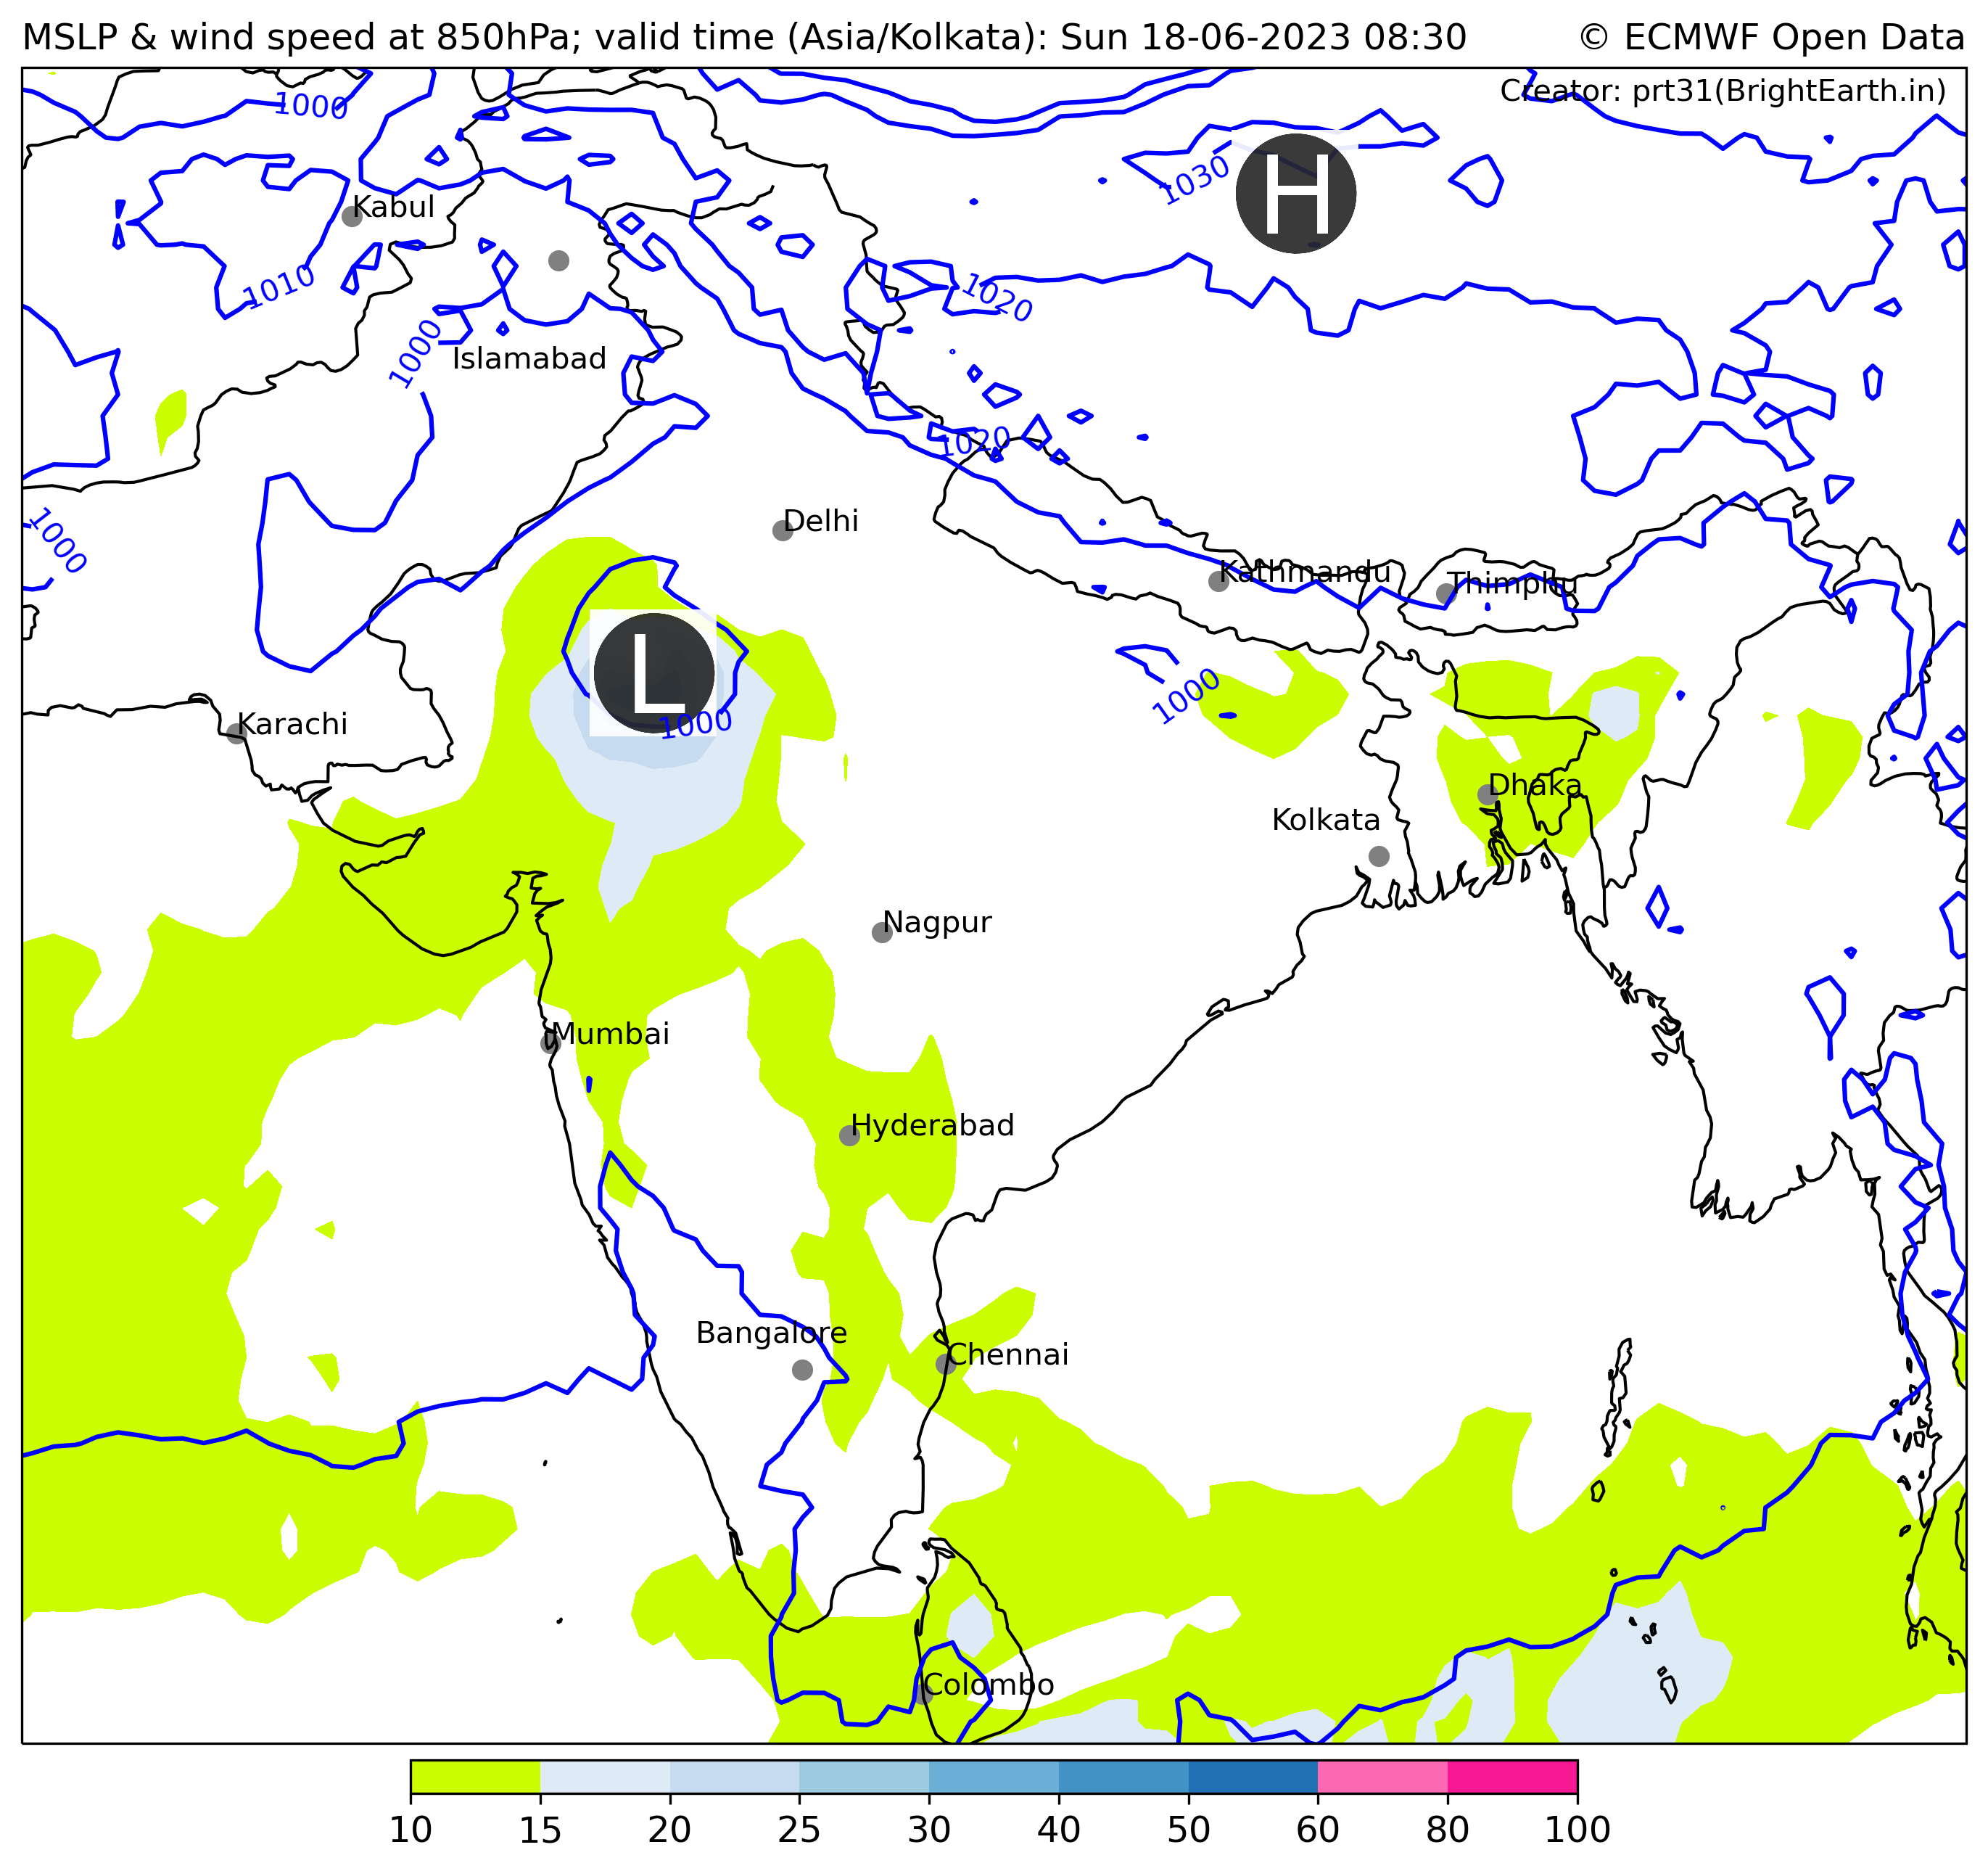 MSLP & wind speed at 850hPa; valid time (Asia/Kolkata): Sun 18-06-2023 08:30
© ECMWF Open Data
Creator: prt31(BrightEarth.in)
1000
1030
H
Kabul
1010
1020
1000
Islamabad
1020
Delhi
1000
Kathmandu
Thimphu
L
1000
1000
Karachi
Dhaka
Kolkata
Nagpur
Mumbai
Hyderabad
Bangalore
Chennai
Colombo
10 15 20 25 30 40 50 60 80 100